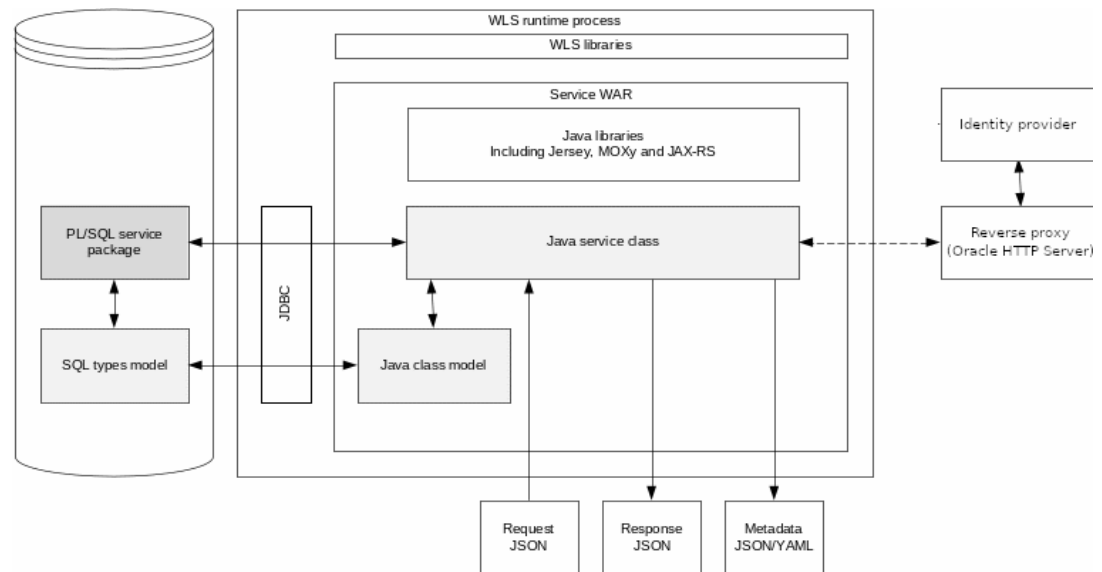 WLS runtime process
WLS libraries
Service WAR
Java libraries
Including Jersey, MOXy and JAX-RS
Identity provider
PL/SQL service
package
JDBC
Java service class
Reverse proxy
(Oracle HTTP Server)
SQL types model
Java class model
Request
JSON
Response
JSON
Metadata
JSON/YAML